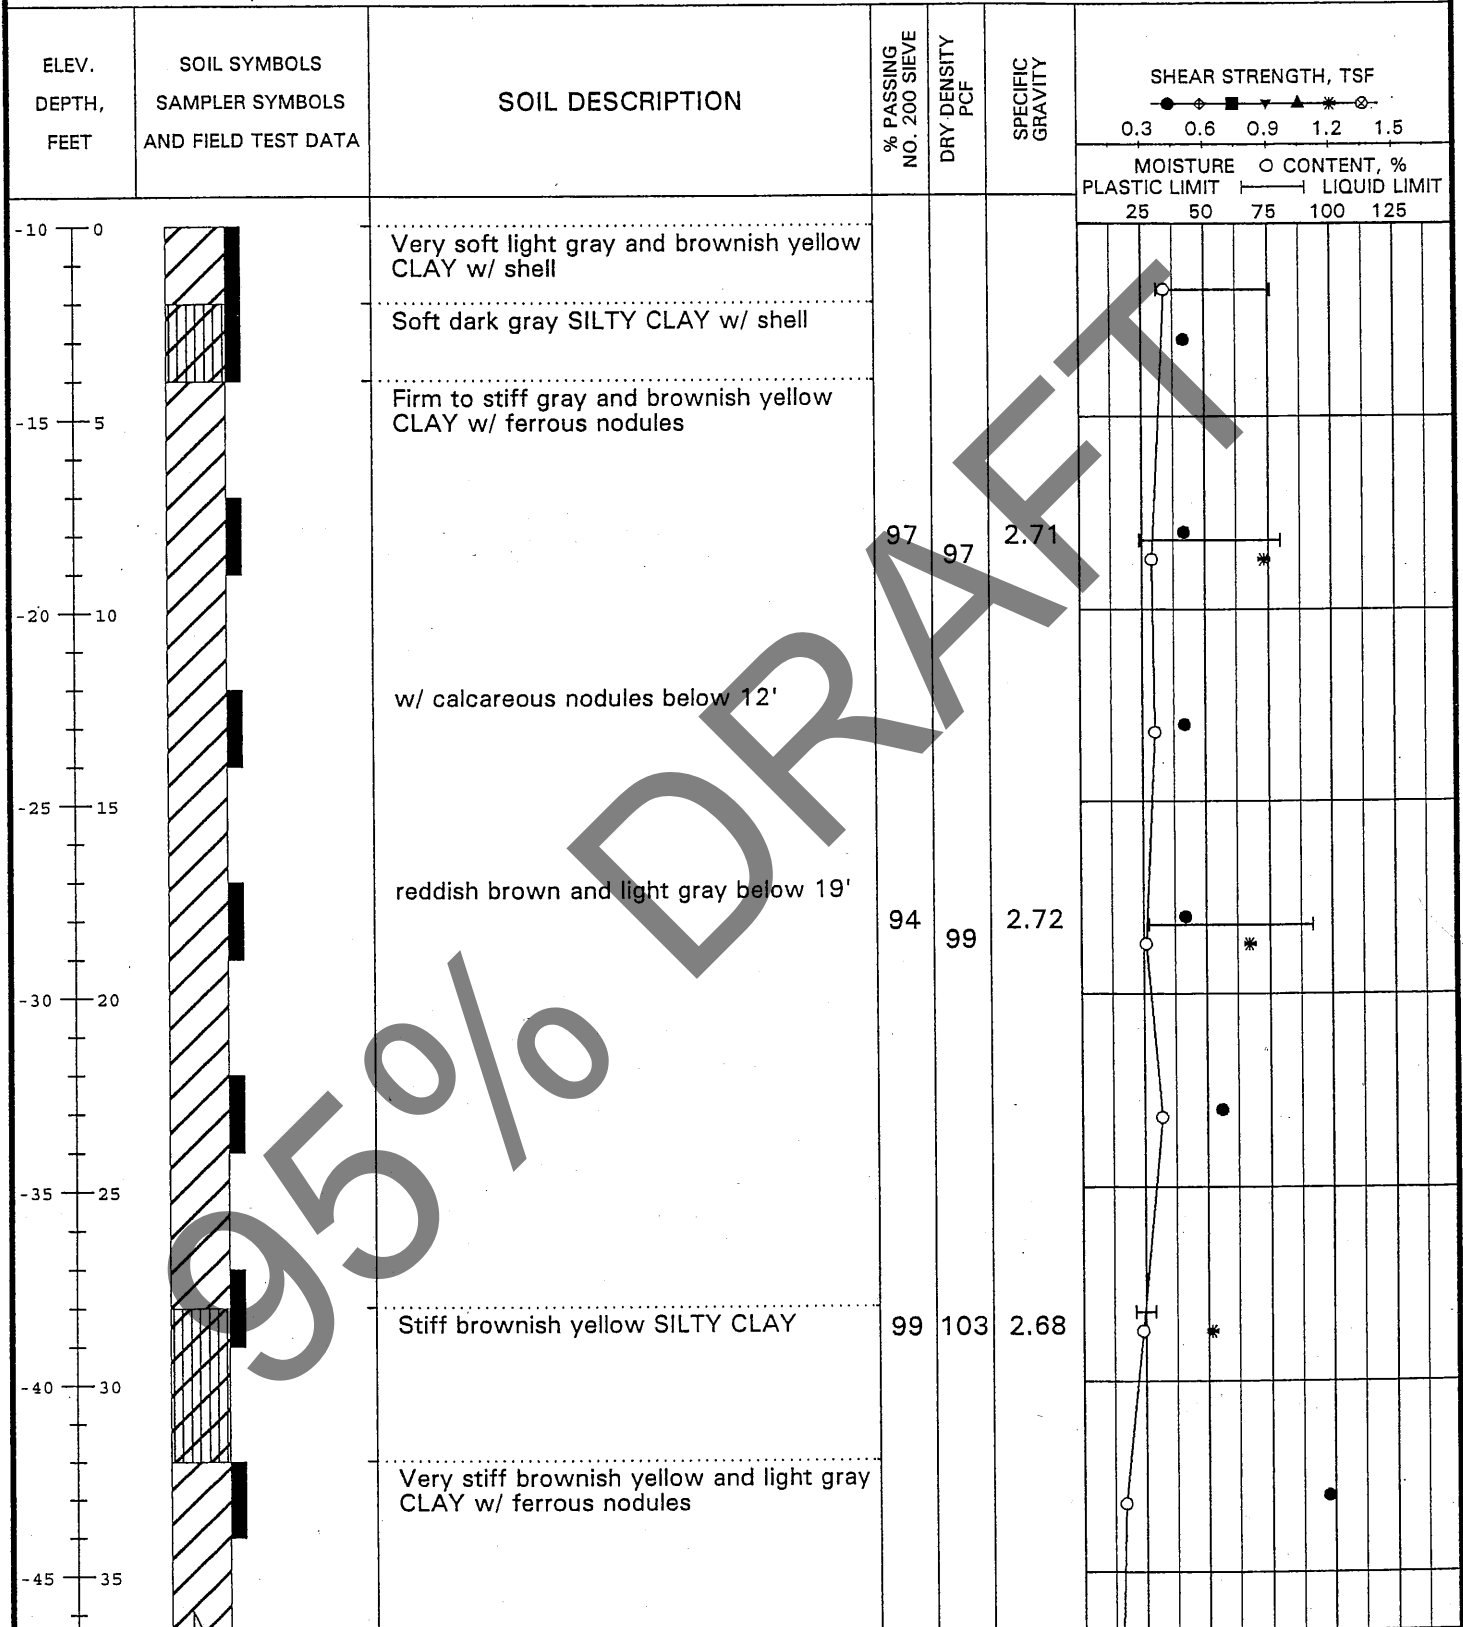 ELEV.
DEPTH,
FEET
SOIL SYMBOLS
SAMPLER SYMBOLS
AND FIELD TEST DATA
SOIL DESCRIPTION
% PASSING
NO. 200 SIEVE
DRY DENSITY
PCF
SPECIFIC
GRAVITY
SHEAR STRENGTH, TSF
0.3 0.6 0.9 1.2 1.5
MOISTURE O CONTENT, %
PLASTIC LIMIT LIQUID LIMIT
25 50 75 100 125
-10 0
Very soft light gray and brownish yellow
CLAY w/ shell
Soft dark gray SILTY CLAY w/ shell
Firm to stiff gray and brownish yellow
CLAY w/ ferrous nodules
-15 5
97 97 2.71
-20 10
w/ calcareous nodules below 12'
-25 15
reddish brown and light gray below 19'
94 99 2.72
-30 20
-35 25
Stiff brownish yellow SILTY CLAY
99 103 2.68
-40 30
Very stiff brownish yellow and light gray
CLAY w/ ferrous nodules
-45 35
95% DRAFT